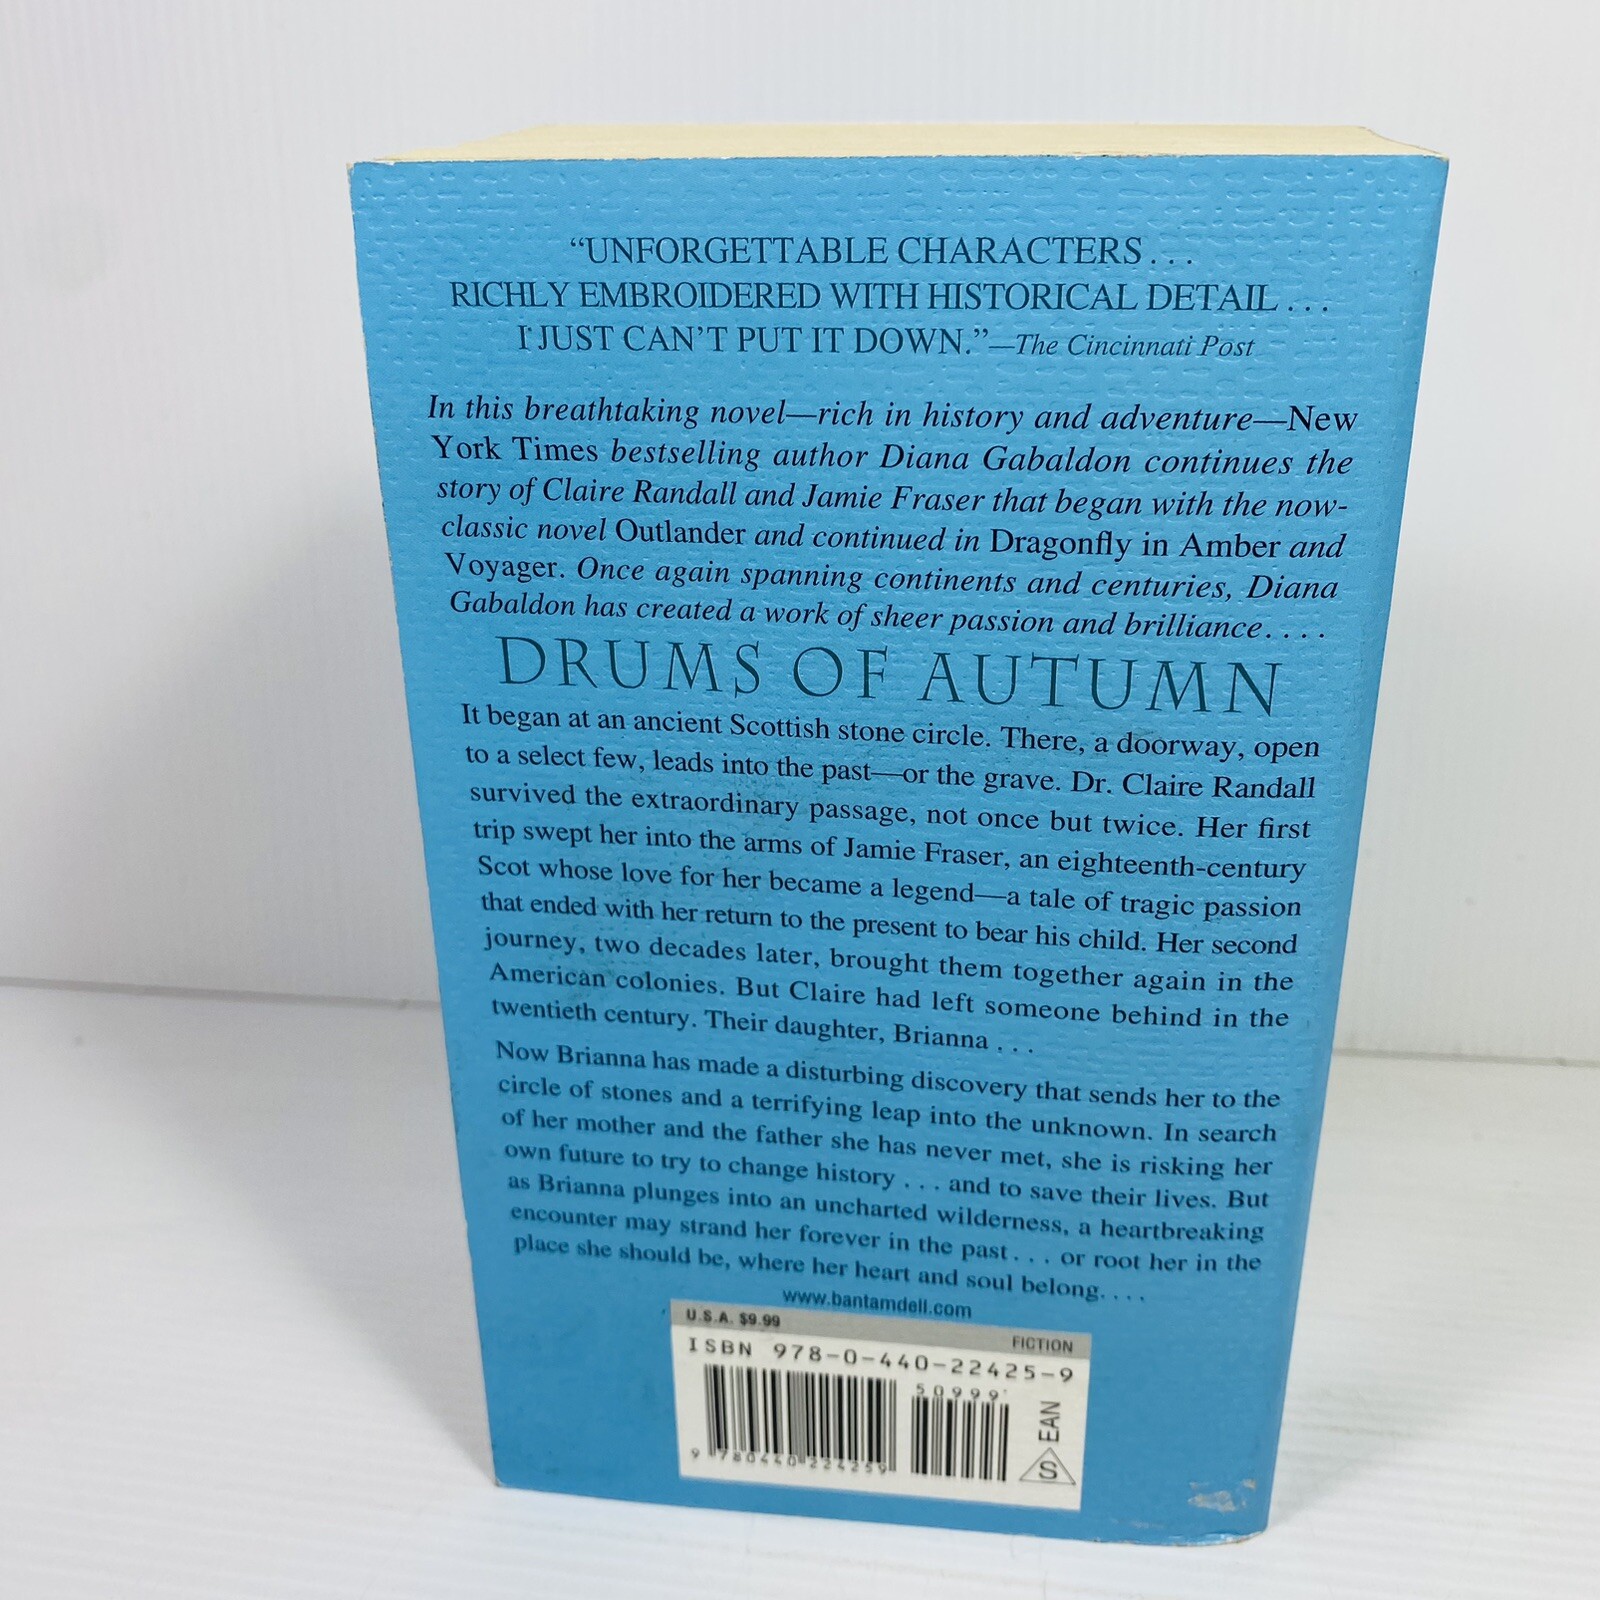 “UNFORGETTABLE CHARACTERS . . .
RICHLY EMBROIDERED WITH HISTORICAL DETAIL . . .
I JUST CAN’T PUT IT DOWN.”—The Cincinnati Post
In this breathtaking novel—rich in history and adventure—New
York Times bestselling author Diana Gabaldon continues the
story of Claire Randall and Jamie Fraser that began with the now-
classic novel Outlander and continued in Dragonfly in Amber and
Voyager. Once again spanning continents and centuries, Diana
Gabaldon has created a work of sheer passion and brilliance. . . .
DRUMS OF AUTUMN
It began at an ancient Scottish stone circle. There, a doorway, open
to a select few, leads into the past—or the grave. Dr. Claire Randall
survived the extraordinary passage, not once but twice. Her first
trip swept her into the arms of Jamie Fraser, an eighteenth-century
Scot whose love for her became a legend—a tale of tragic passion
that ended with her return to the present to bear his child. Her second
journey, two decades later, brought them together again in the
American colonies. But Claire had left someone behind in the
twentieth century. Their daughter, Brianna . . .
Now Brianna has made a disturbing discovery that sends her to the
circle of stones and a terrifying leap into the unknown. In search
of her mother and the father she has never met, she is risking her
own future to try to change history . . . and to save their lives. But
as Brianna plunges into an uncharted wilderness, a heartbreaking
encounter may strand her forever in the past . . . or root her in the
place she should be, where her heart and soul belong. . . .
www.bantamdell.com
U.S.A. $9.99
FICTION
ISBN 978-0-440-22425-9
50999
9 780440 224259
EAN
S